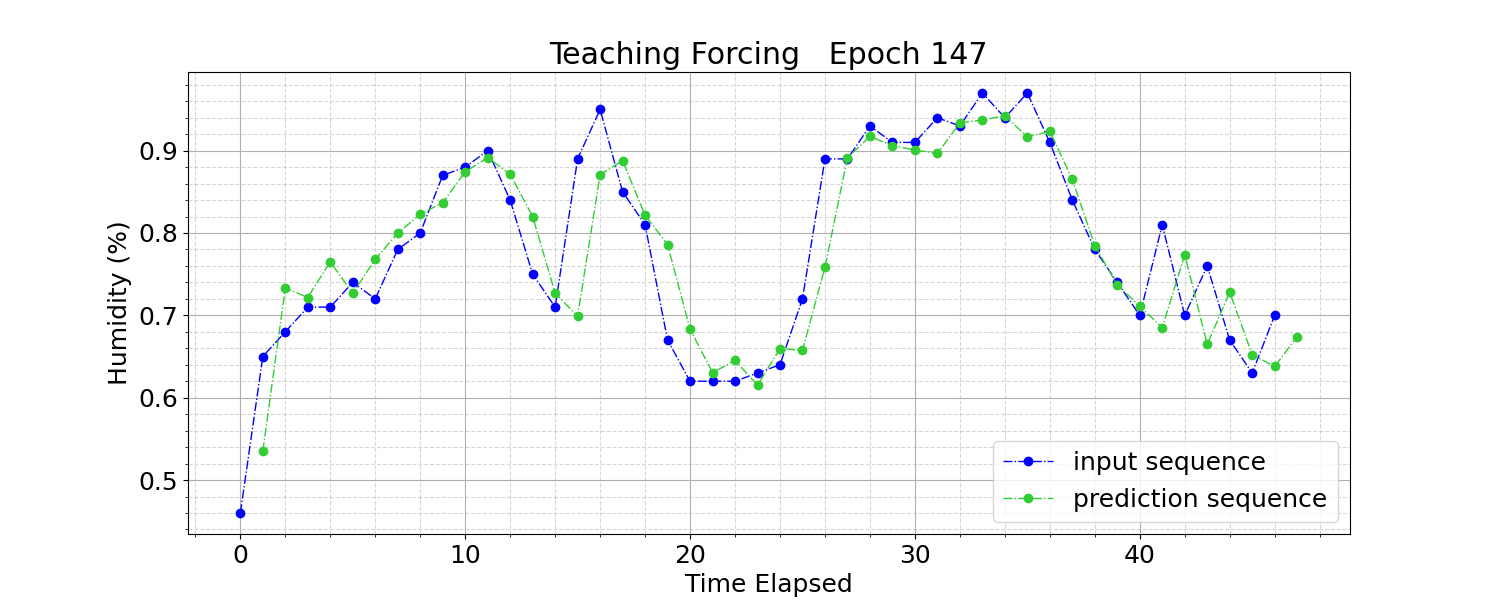 Teaching Forcing   Epoch 147
Humidity (%)
0.9
0.8
0.7
0.6
0.5
0 10 20 30 40
Time Elapsed
input sequence
prediction sequence